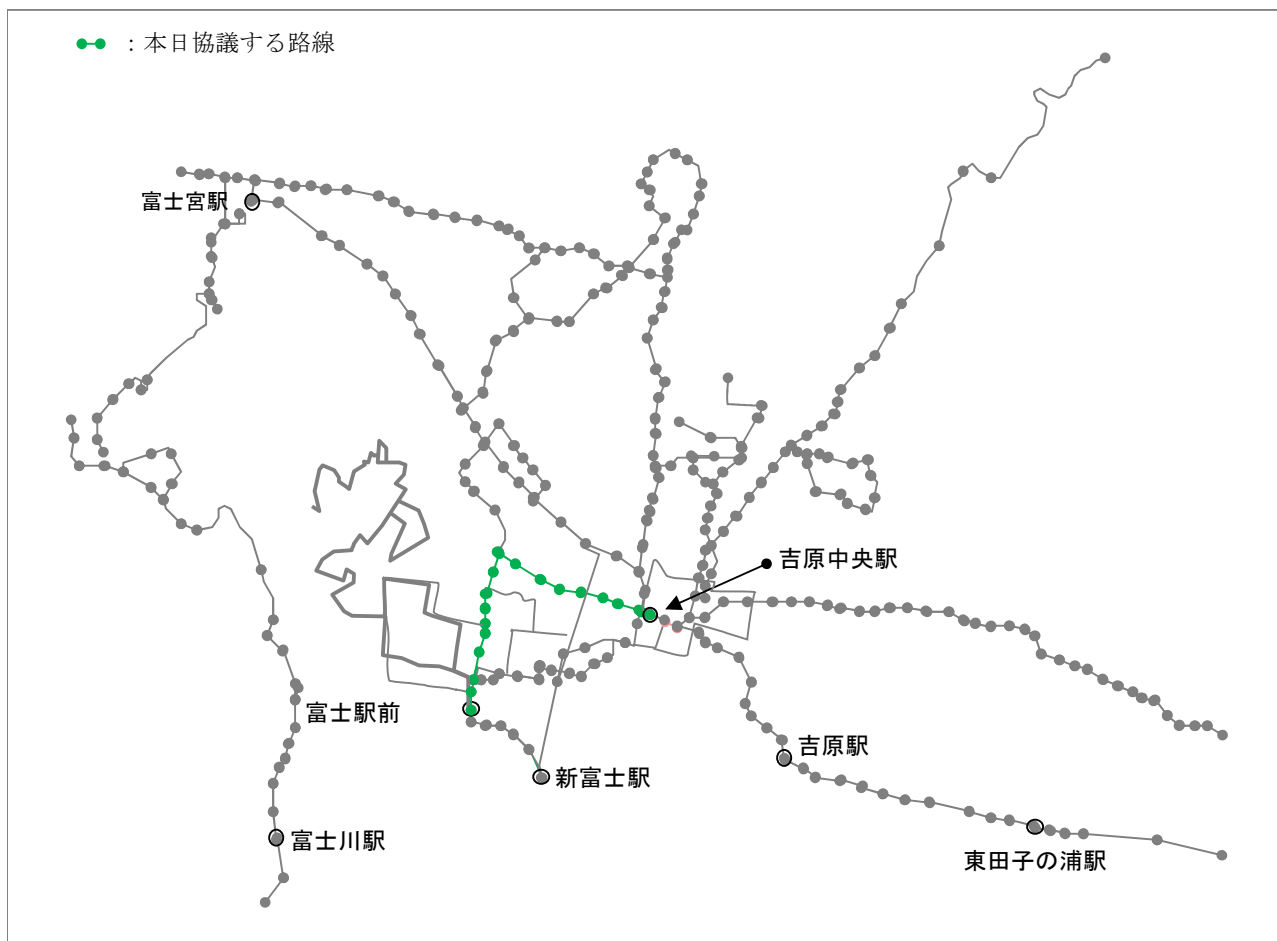 ：本日協議する路線
富士宮駅
吉原中央駅
富士駅前
吉原駅
新富士駅
富士川駅
東田子の浦駅